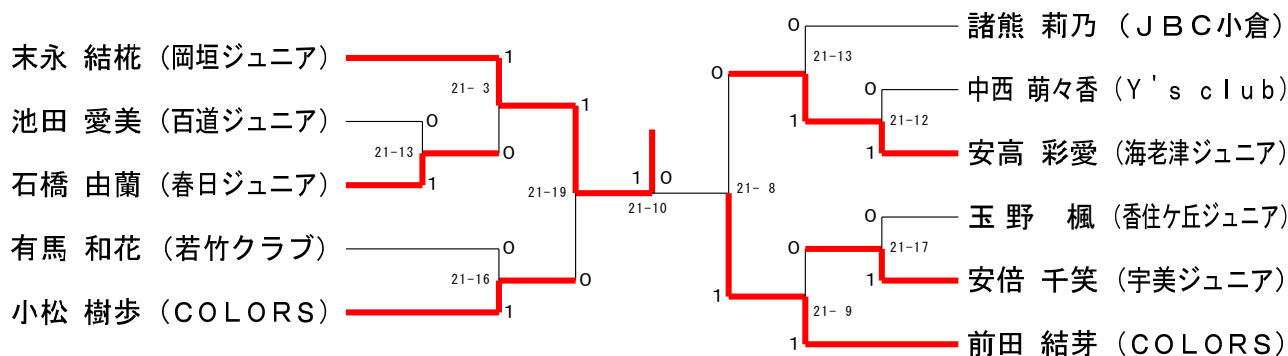 末永 結椛 (岡垣ジュニア)
池田 愛美 (百道ジュニア)
石橋 由蘭 (春日ジュニア)
有馬 和花 (若竹クラブ)
小松 樹歩 (COLORS)
1
21- 3
0
21-13
1
0
1
21-19
0
0
21-16
1
1 0
21-10
0
21- 8
1
0
21-13
1
0
21-12
1
0
21-17
1
0
21- 9
1
諸熊 莉乃 (JBC小倉)
中西 萌々香 (Y's club)
安高 彩愛 (海老津ジュニア)
玉野 楓 (香住ケ丘ジュニア)
安倍 千笑 (宇美ジュニア)
前田 結芽 (COLORS)